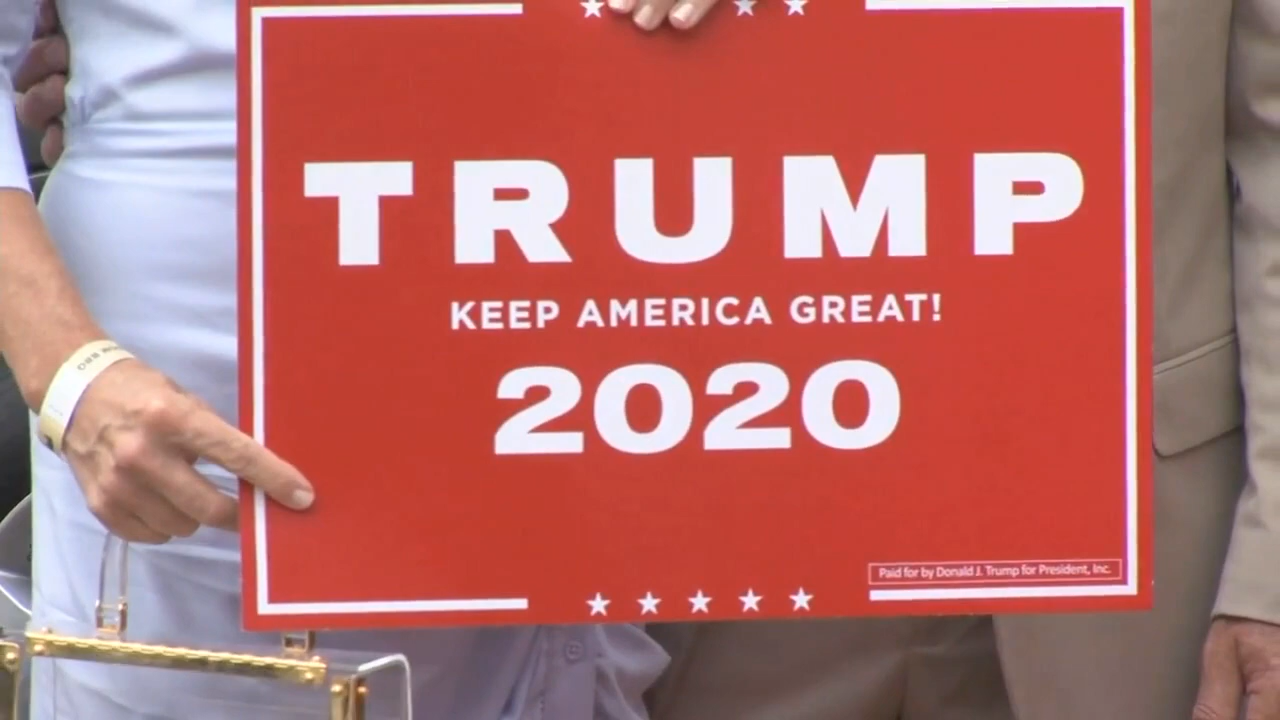 TRUMP
KEEP AMERICA GREAT!
2020
Paid for by Donald J. Trump for President, Inc.